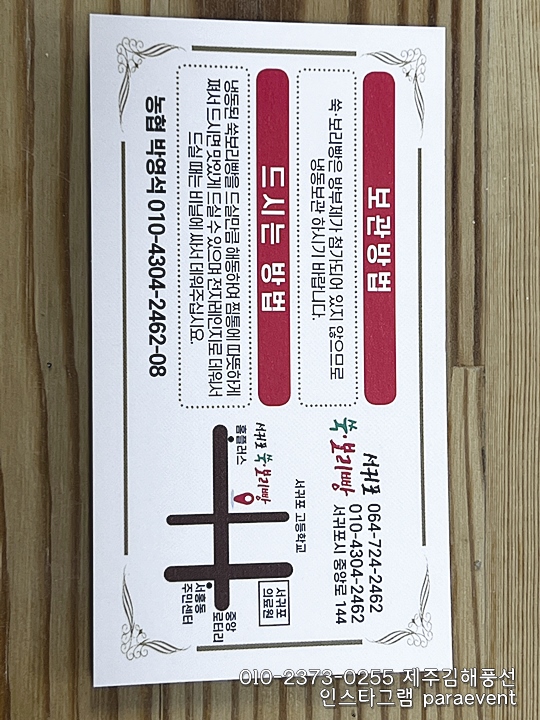 보관방법
쑥 보리빵은 방부제가 첨가되어 있지 않으므로
냉동보관 하시기 바랍니다.
드시는 방법
냉동된 쑥보리빵을 드실만큼 해동하여 찜통에 따뜻하게
쪄서 드시면 맛있게 드실 수 있으며 전자레인지로 데워서
드실 때는 비닐에 싸서 데워주십시요.
농협 박영석 010-4304-2462-08
서귀포
쑥·보리빵
064-724-2462
010-4304-2462
서귀포시 중앙로 144
서귀포 고등학교
서귀포 쑥·보리빵
홈플러스
서귀포
의료원
중앙
로터리
서홍동
주민센터
010-2373-0255 제주김해풍선
인스타그램 paraevent